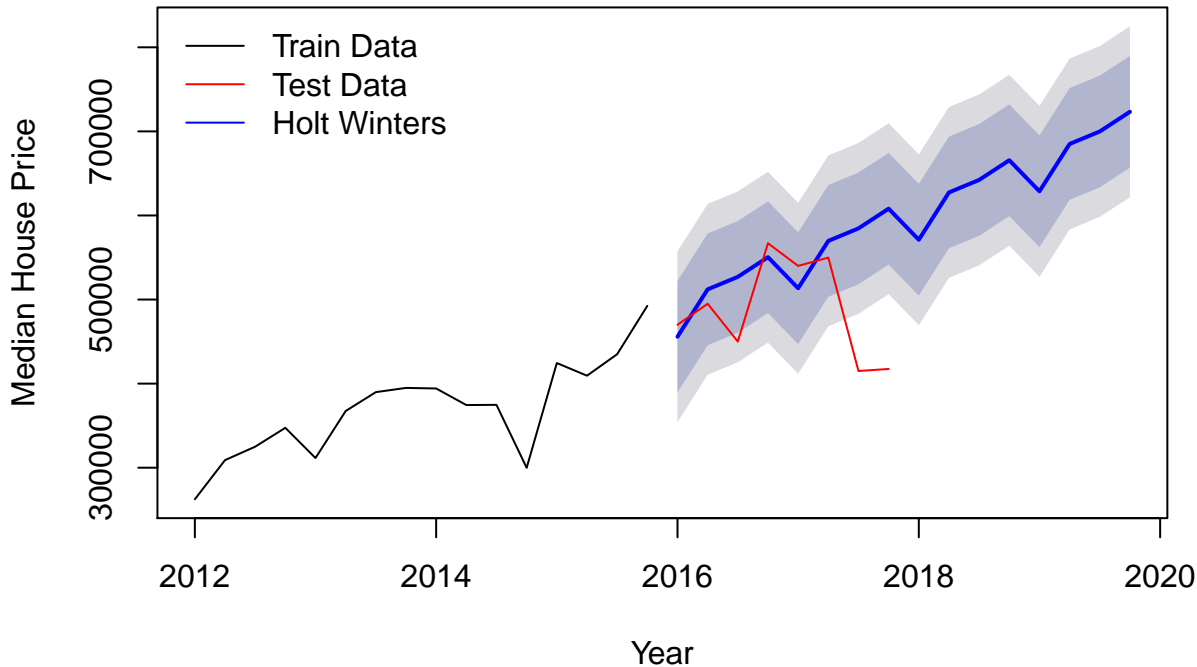 Train Data
Test Data
Holt Winters
Median House Price
700000
500000
300000
2012 2014 2016 2018 2020
Year